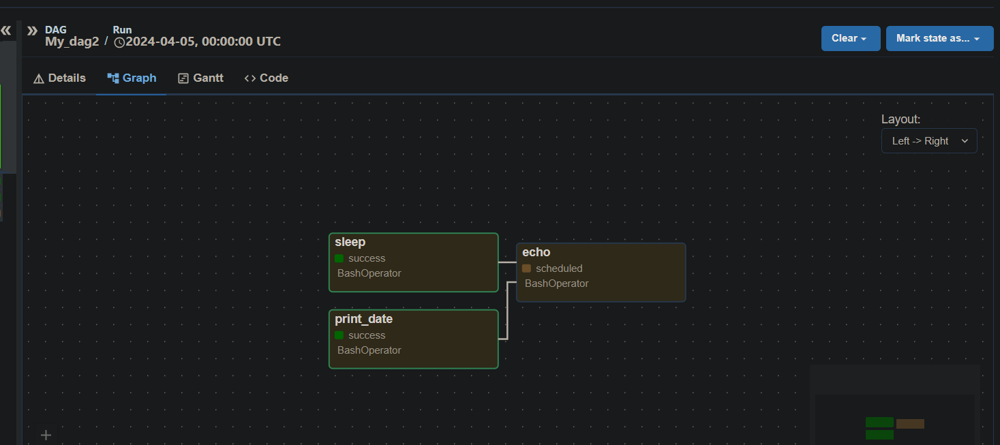 DAG
My_dag2 /
Run
2024-04-05, 00:00:00 UTC
Clear
Mark state as...
Details
Graph
Gantt
<> Code
Layout:
Left -> Right
sleep
success
BashOperator
echo
scheduled
BashOperator
print_date
success
BashOperator